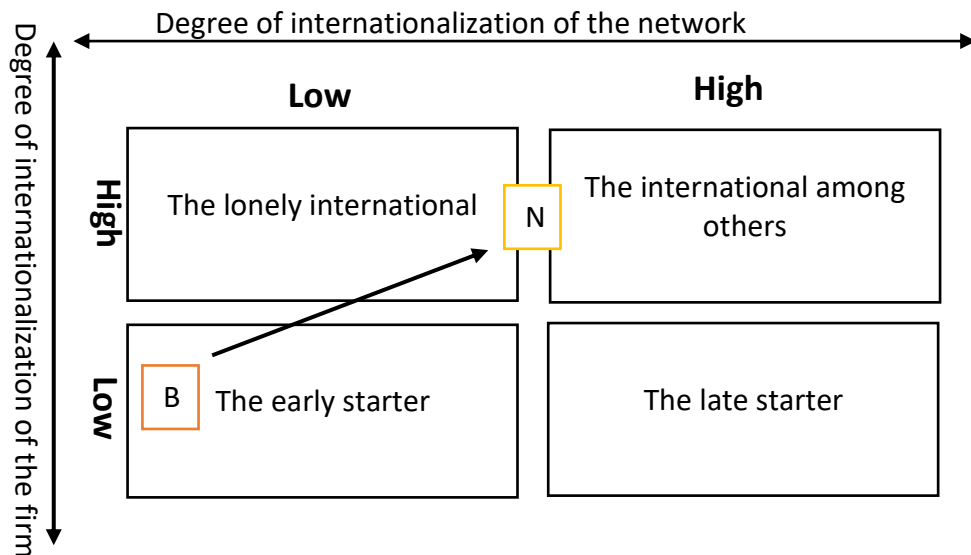 Degree of internationalization of the network
Degree of internationalization of the firm
Low
High
High
The lonely international
N
The international among
others
Low
B
The early starter
The late starter